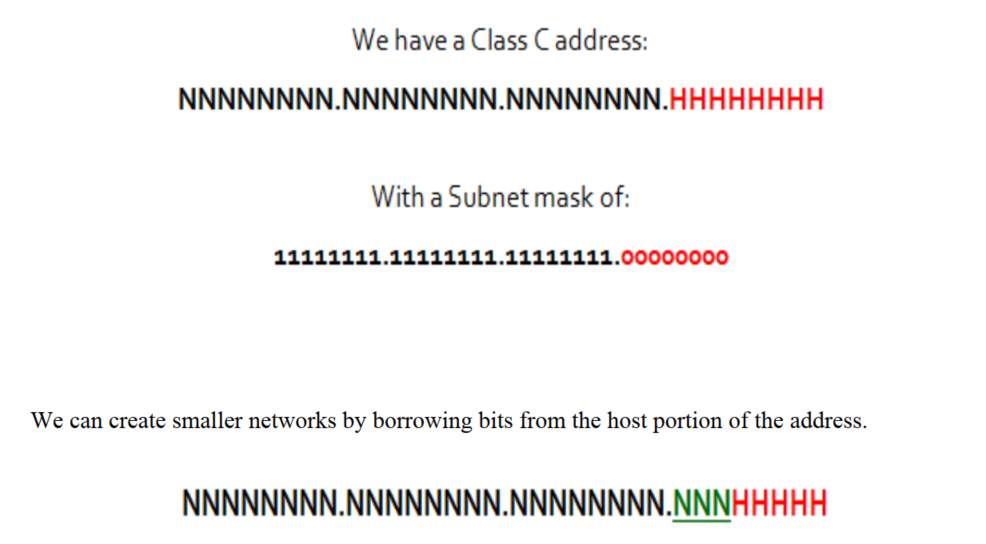 We have a Class C address:
NNNNNNNN.NNNNNNNN.NNNNNNNN.HHHHHHHH
With a Subnet mask of:
11111111.11111111.11111111.00000000
We can create smaller networks by borrowing bits from the host portion of the address.
NNNNNNNN.NNNNNNNN.NNNNNNNN.NNNHHHHH